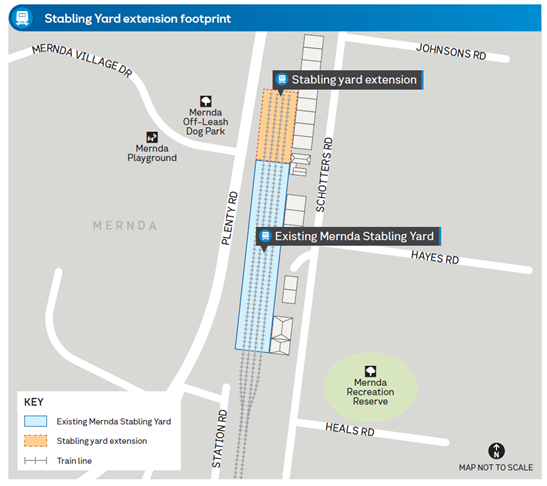 Stabling Yard extension footprint
MERNDA VILLAGE DR
JOHNSONS RD
Stabling yard extension
Mernda
Off-Leash
Dog Park
Mernda
Playground
SCHOTTERS RD
PLENTY RD
MERNDA
Existing Mernda Stabling Yard
HAYES RD
Mernda
Recreation
Reserve
KEY
Existing Mernda Stabling Yard
Stabling yard extension
Train line
STATION RD
HEALS RD
N
MAP NOT TO SCALE